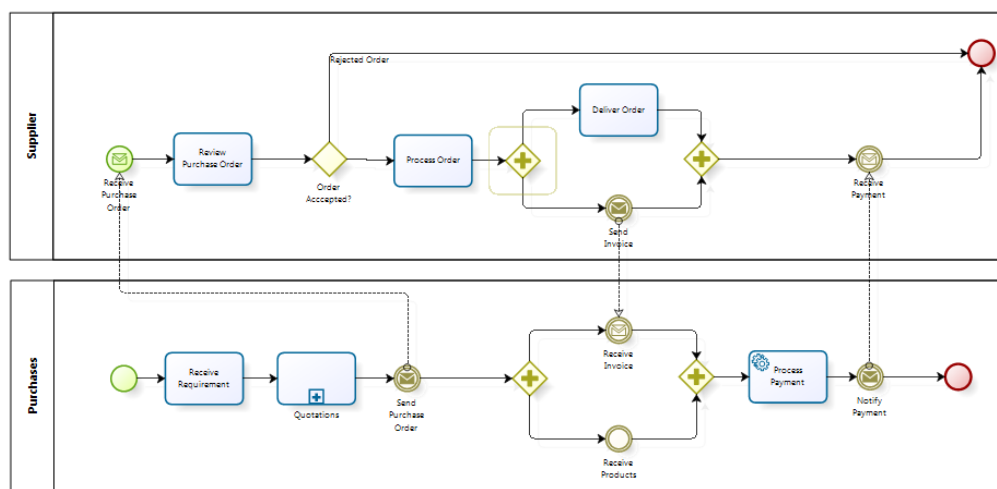 Supplier
Rejected Order
Deliver Order
Review
Purchase Order
Process Order
Receive
Purchase
Order
Order
Acccepted?
Send
Invoice
Receive
Payment
Purchases
Receive
Requirement
Quotations
Send
Purchase
Order
Receive
Invoice
Receive
Products
Process
Payment
Notify
Payment